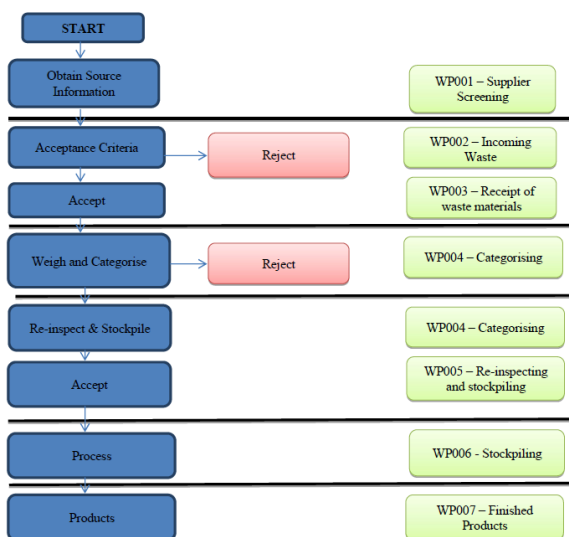 START
Obtain Source
Information
WP001 – Supplier
Screening
Acceptance Criteria
Reject
WP002 – Incoming
Waste
Accept
WP003 – Receipt of
waste materials
Weigh and Categorise
Reject
WP004 – Categorising
Re-inspect & Stockpile
WP004 – Categorising
Accept
WP005 – Re-inspecting
and stockpiling
Process
WP006 - Stockpiling
Products
WP007 – Finished
Products